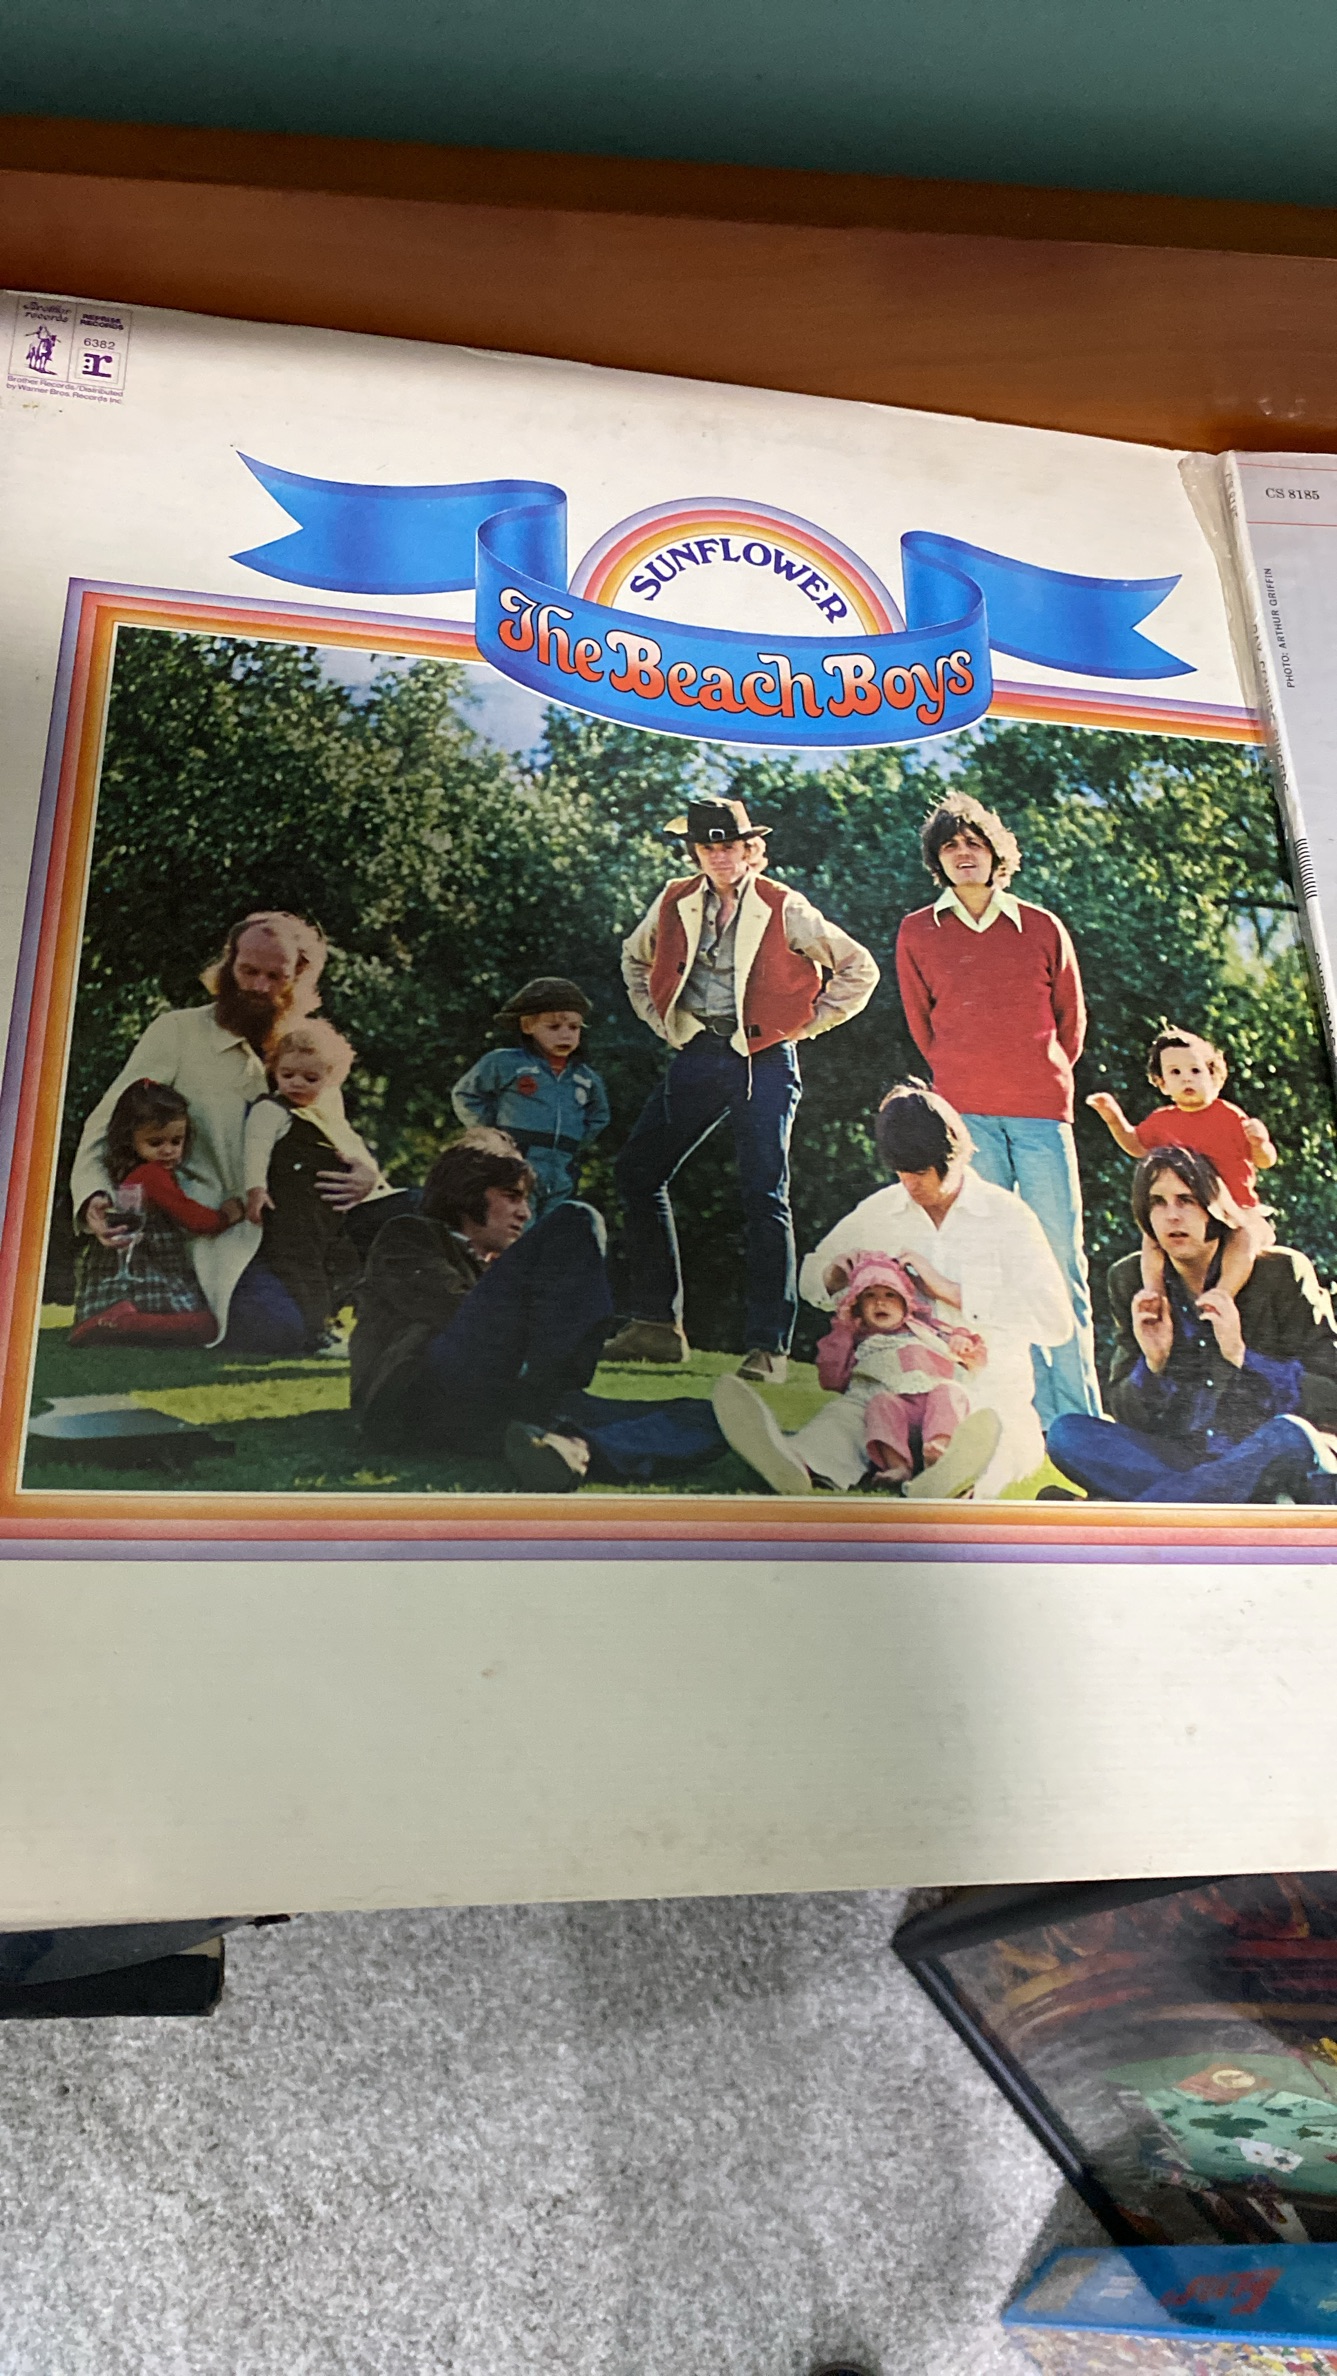 Brother
records
REPRISE
RECORDS
6382
r
Brother Records/Distributed
by Warner Bros. Records Inc.
SUNFLOWER
The Beach Boys
CS 8185
PHOTO: ARTHUR GRIFFIN